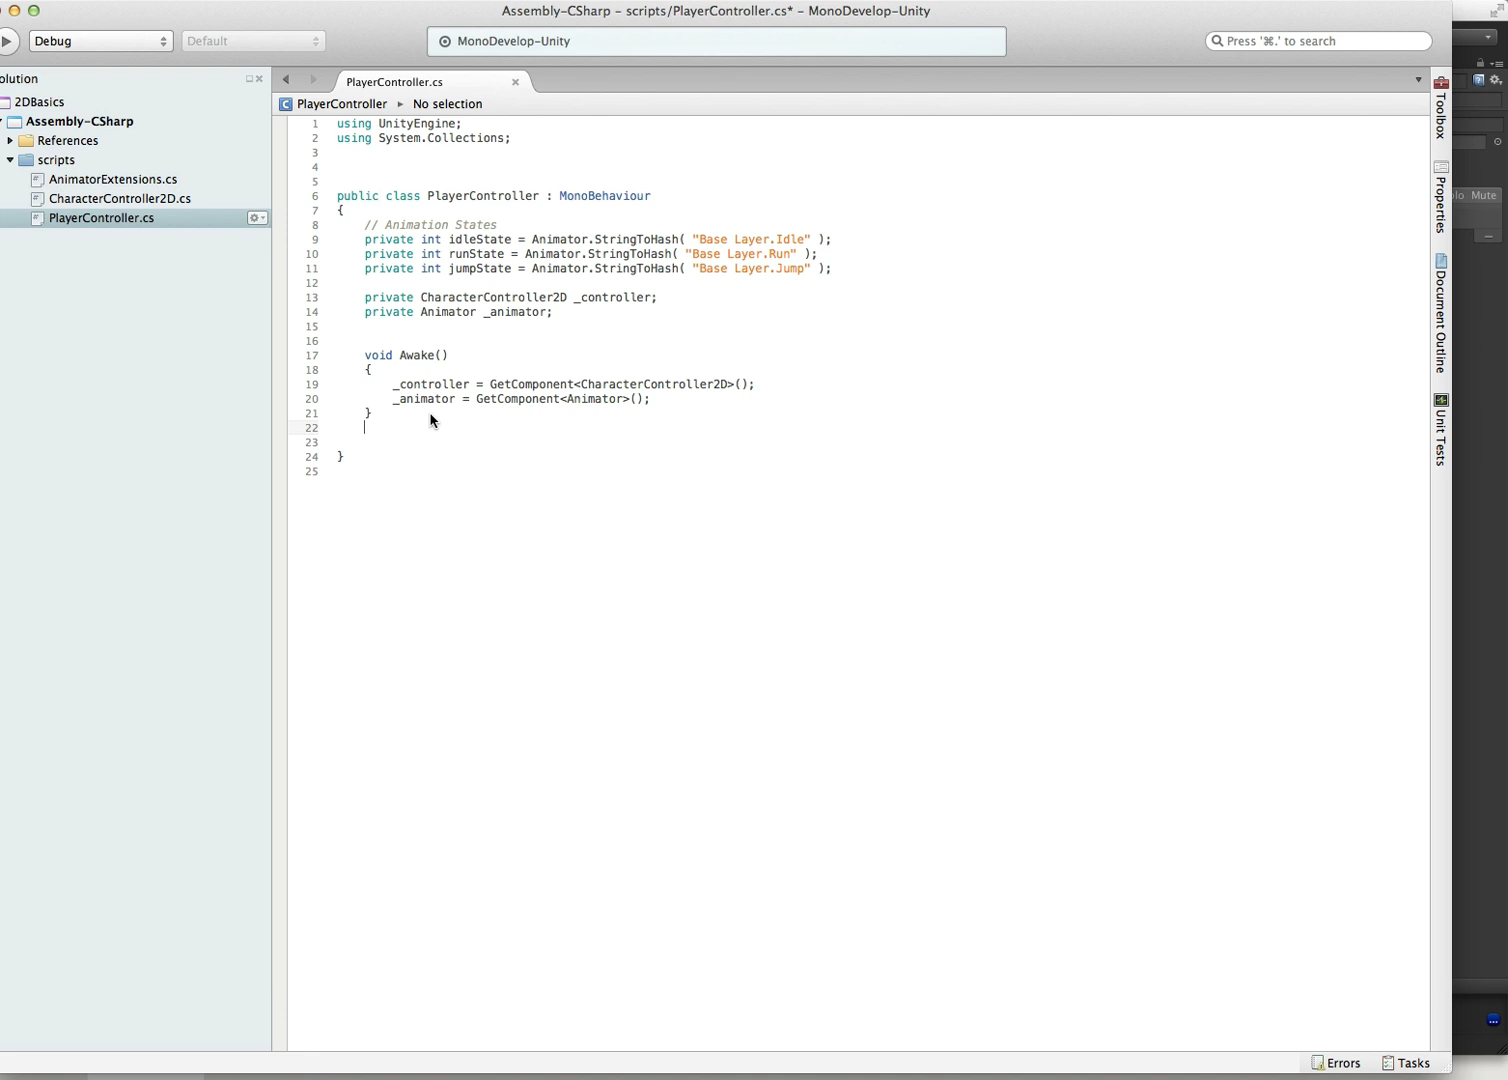 Assembly-CSharp – scripts/PlayerController.cs* – MonoDevelop-Unity
Debug
Default
MonoDevelop-Unity
Press '⌘.' to search
olution
2DBasics
Assembly-CSharp
References
scripts
AnimatorExtensions.cs
CharacterController2D.cs
PlayerController.cs
PlayerController.cs
PlayerController ▸ No selection
1 using UnityEngine;
2 using System.Collections;
3
4
5
6 public class PlayerController : MonoBehaviour
7 {
8 // Animation States
9 private int idleState = Animator.StringToHash( "Base Layer.Idle" );
10 private int runState = Animator.StringToHash( "Base Layer.Run" );
11 private int jumpState = Animator.StringToHash( "Base Layer.Jump" );
12
13 private CharacterController2D _controller;
14 private Animator _animator;
15
16
17 void Awake()
18 {
19 _controller = GetComponent<CharacterController2D>();
20 _animator = GetComponent<Animator>();
21 }
22
23
24 }
25
Toolbox
Properties
Document Outline
Unit Tests
olo Mute
Errors
Tasks